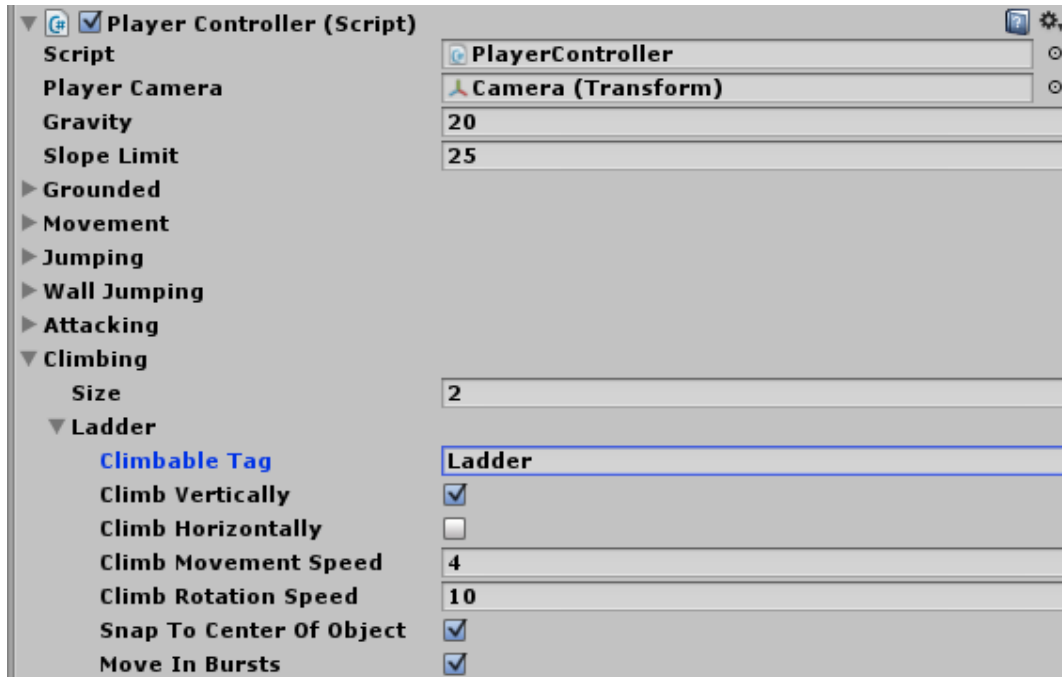 Player Controller (Script)
Script PlayerController
Player Camera Camera (Transform)
Gravity 20
Slope Limit 25
Grounded
Movement
Jumping
Wall Jumping
Attacking
Climbing
Size 2
Ladder
Climbable Tag Ladder
Climb Vertically
Climb Horizontally
Climb Movement Speed 4
Climb Rotation Speed 10
Snap To Center Of Object
Move In Bursts